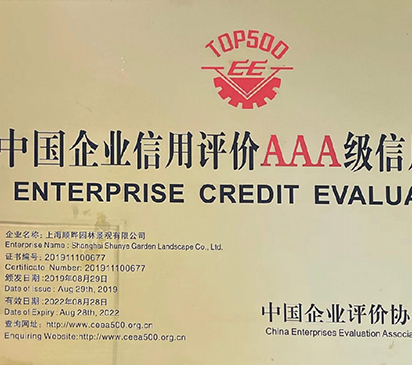 TOP500
EE
中国企业信用评价AAA级信
ENTERPRISE CREDIT EVALUA
企业名称: 上海顺晔园林景观有限公司
Enterprise Name : Shanghai Shunye Garden Landscape Co., Ltd.
证书编号: 201911100677
Certificate Number: 201911100677
颁发日期:2019年08月29日
Date of Issue : Aug 29th, 2019
有效日期:2022年08月28日
Date of Expiry : Aug 28th, 2022
查询网址: http://www.ceea500.org.cn
Enquiring Website:http://www.ceea500.org.cn
中国企业评价协
China Enterprises Evaluation Associa